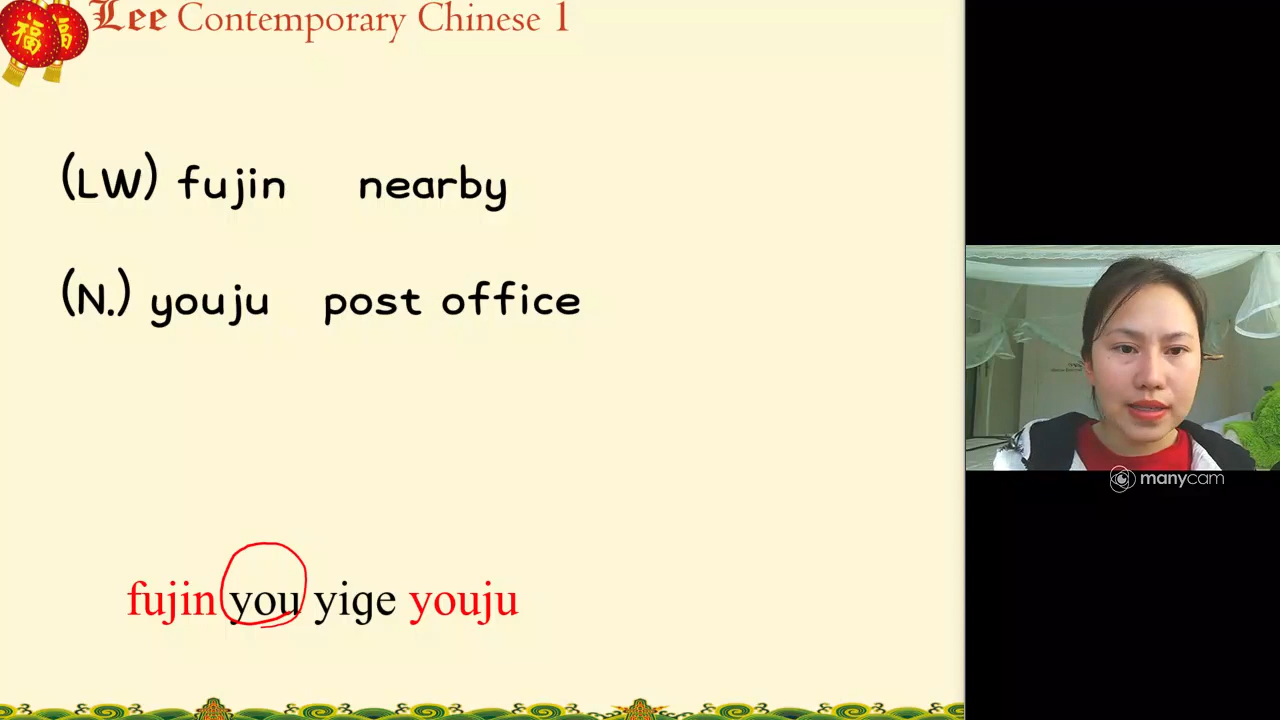 Lee Contemporary Chinese 1
福 福
(LW) fujin nearby
(N.) youju post office
fujin you yige youju
manycam